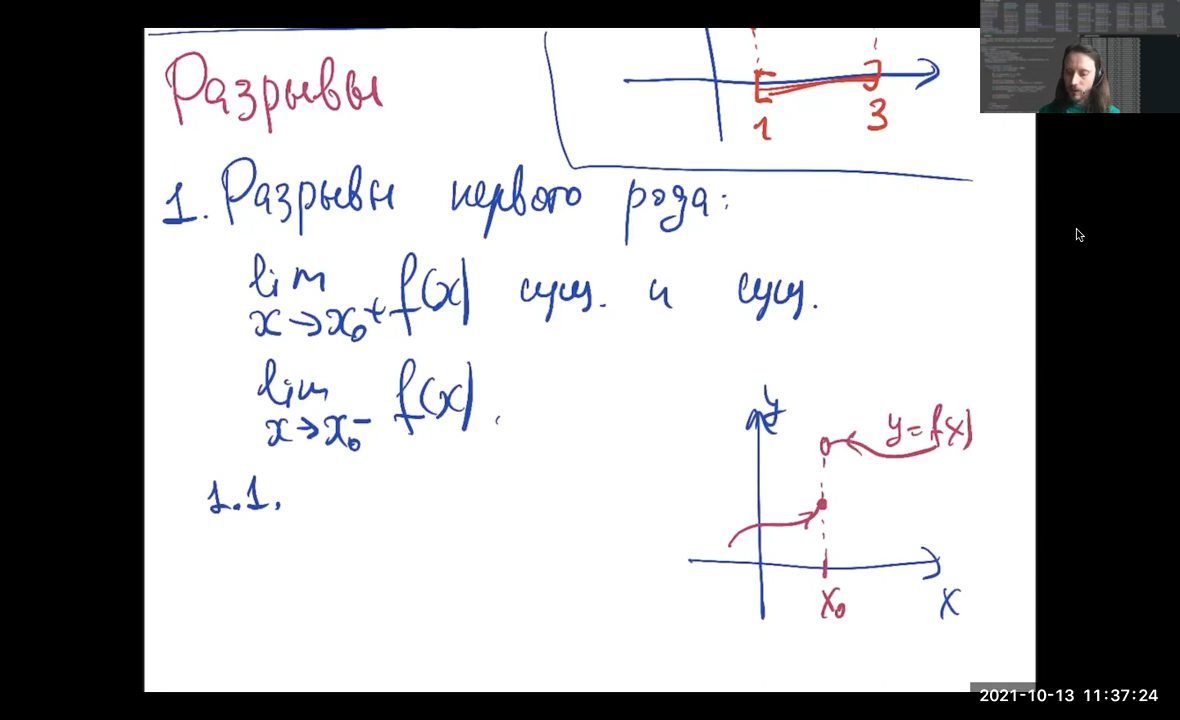 Разрывы
1 3
1. Разрывы первого рода:
lim f(x) сущ. и сущ.
x→x₀+
lim f(x).
x→x₀-
y
y=f(x)
1.1.
x₀ x
2021-10-13 11:37:24